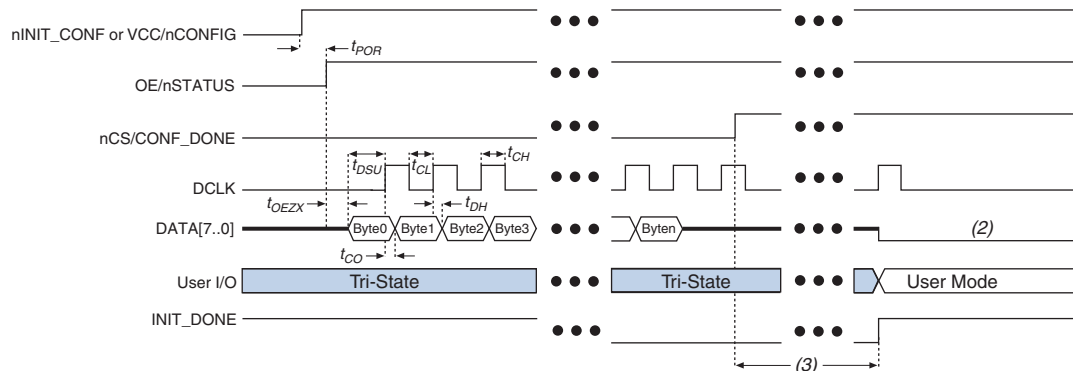 nINIT_CONF or VCC/nCONFIG
tPOR
OE/nSTATUS
nCS/CONF_DONE
tDSU
tCL
tCH
DCLK
tOEZX
tDH
DATA[7..0]
Byte0
Byte1
Byte2
Byte3
Byten
(2)
tCO
User I/O
Tri-State
Tri-State
User Mode
INIT_DONE
(3)